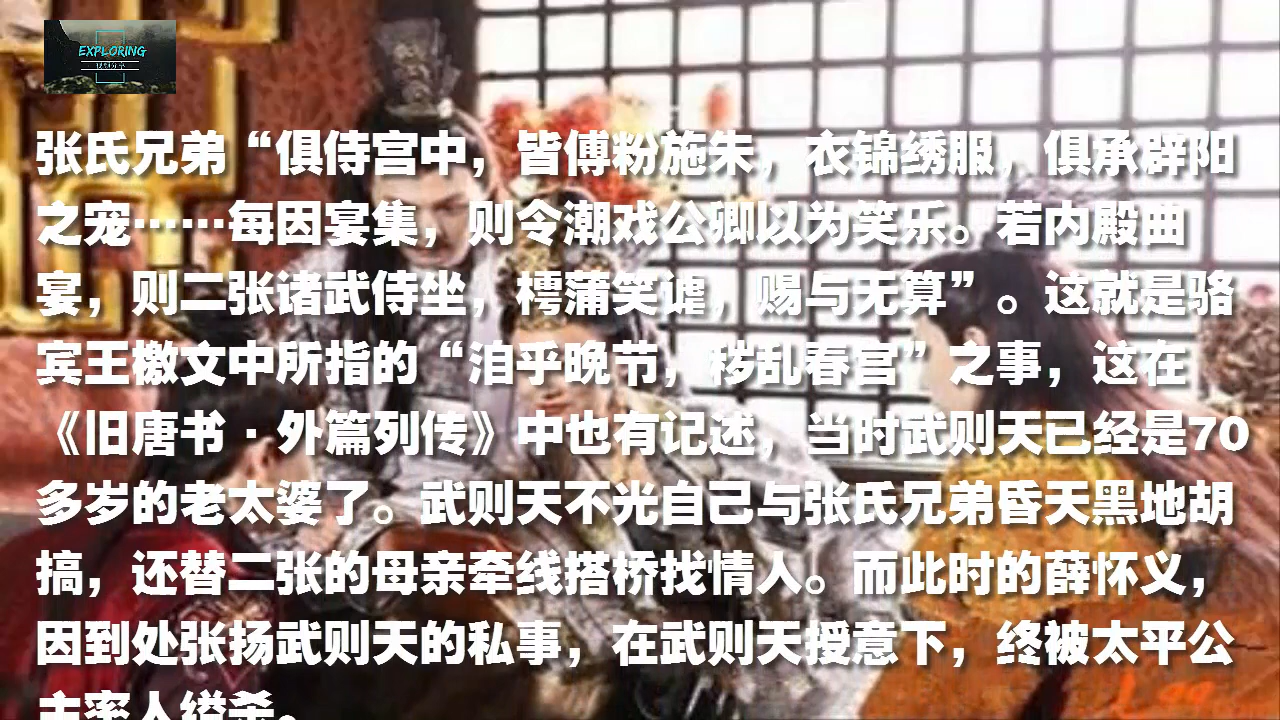 EXPLORING
张氏兄弟“俱侍宫中，皆傅粉施朱，衣锦绣服，俱承辟阳
之宠……每因宴集，则令潮戏公卿以为笑乐。若内殿曲
宴，则二张诸武侍坐，樗蒲笑谑，赐与无算”。这就是骆
宾王檄文中所指的“洎乎晚节，秽乱春宫”之事，这在
《旧唐书·外篇列传》中也有记述，当时武则天已经是70
多岁的老太婆了。武则天不光自己与张氏兄弟昏天黑地胡
搞，还替二张的母亲牵线搭桥找情人。而此时的薛怀义，
因到处张扬武则天的私事，在武则天授意下，终被太平公
主密人缢杀。